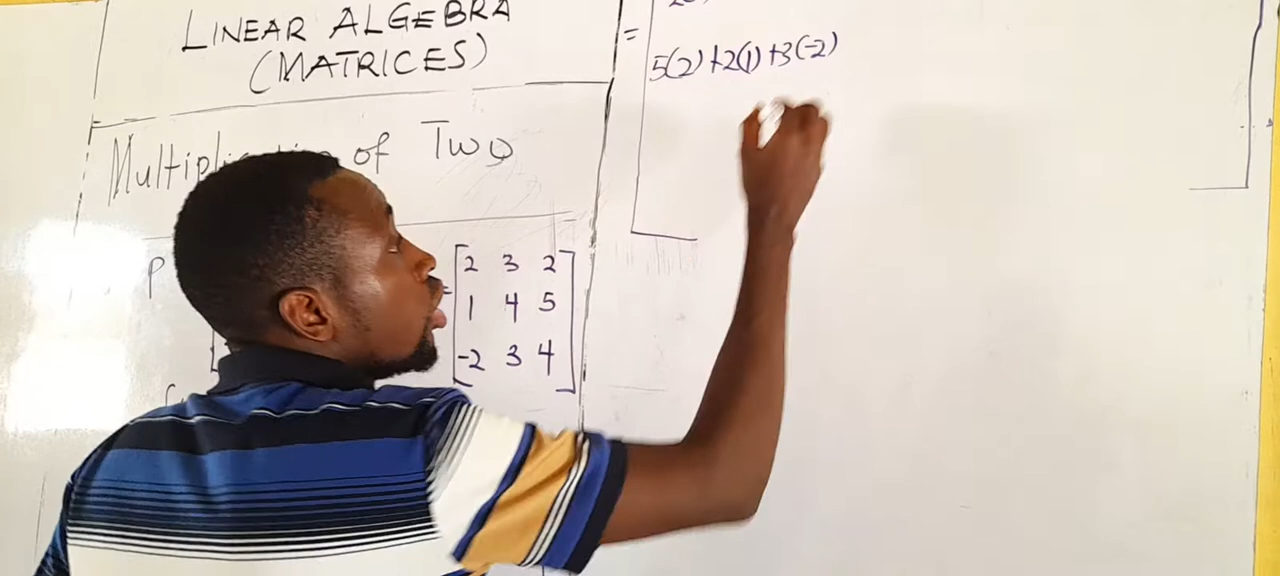 LINEAR ALGEBRA
(MATRICES)
Multiplication of Two
P
2 3 2
1 4 5
-2 3 4
=
5(2)+2(1)+3(-2)